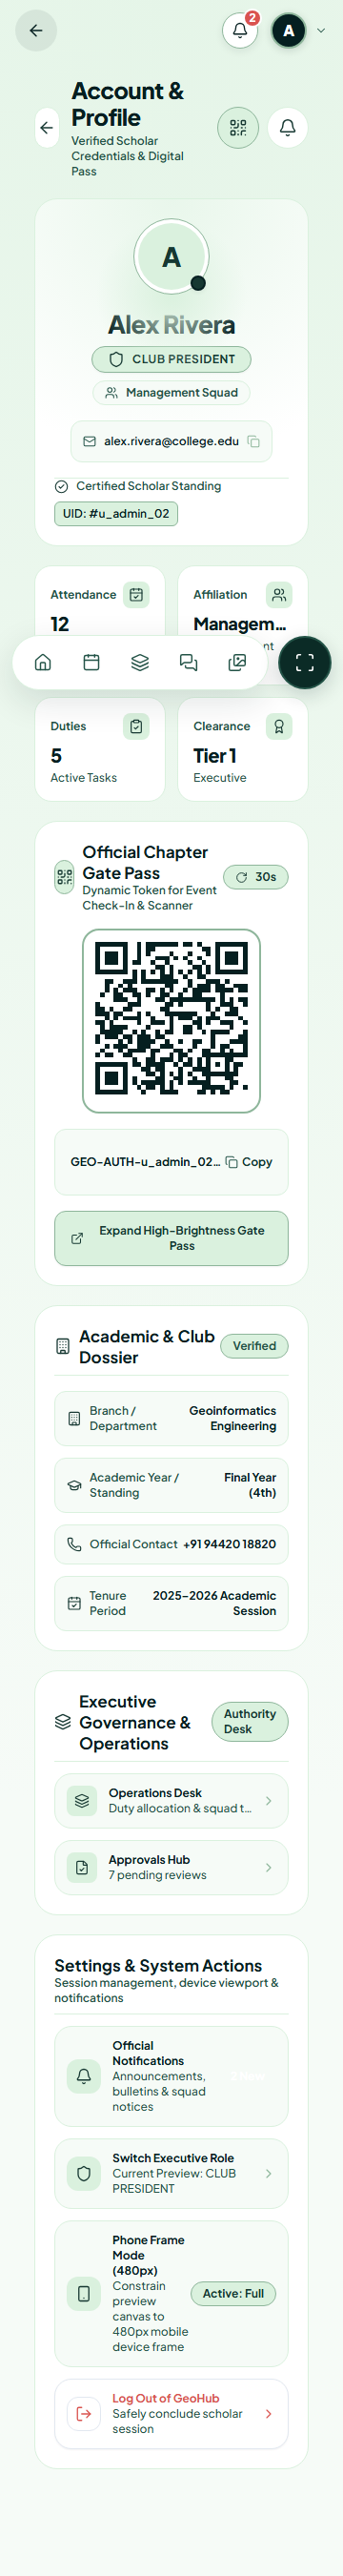 2
A
Account &
Profile
Verified Scholar
Credentials & Digital
Pass
A
Alex Rivera
CLUB PRESIDENT
Management Squad
alex.rivera@college.edu
Certified Scholar Standing
UID: #u_admin_02
Attendance
12
Affiliation
Managem...
Duties
5
Active Tasks
Clearance
Tier 1
Executive
Official Chapter
Gate Pass
Dynamic Token for Event
Check-In & Scanner
30s
GEO-AUTH-u_admin_02...
Copy
Expand High-Brightness Gate
Pass
Academic & Club
Dossier
Verified
Branch /
Department
Geoinformatics
Engineering
Academic Year /
Standing
Final Year
(4th)
Official Contact
+91 94420 18820
Tenure
Period
2025–2026 Academic
Session
Executive
Governance &
Operations
Authority
Desk
Operations Desk
Duty allocation & squad t...
Approvals Hub
7 pending reviews
Settings & System Actions
Session management, device viewport &
notifications
Official
Notifications
Announcements,
bulletins & squad
notices
Switch Executive Role
Current Preview: CLUB
PRESIDENT
Phone Frame
Mode
(480px)
Constrain
preview
canvas to
480px mobile
device frame
Active: Full
Log Out of GeoHub
Safely conclude scholar
session